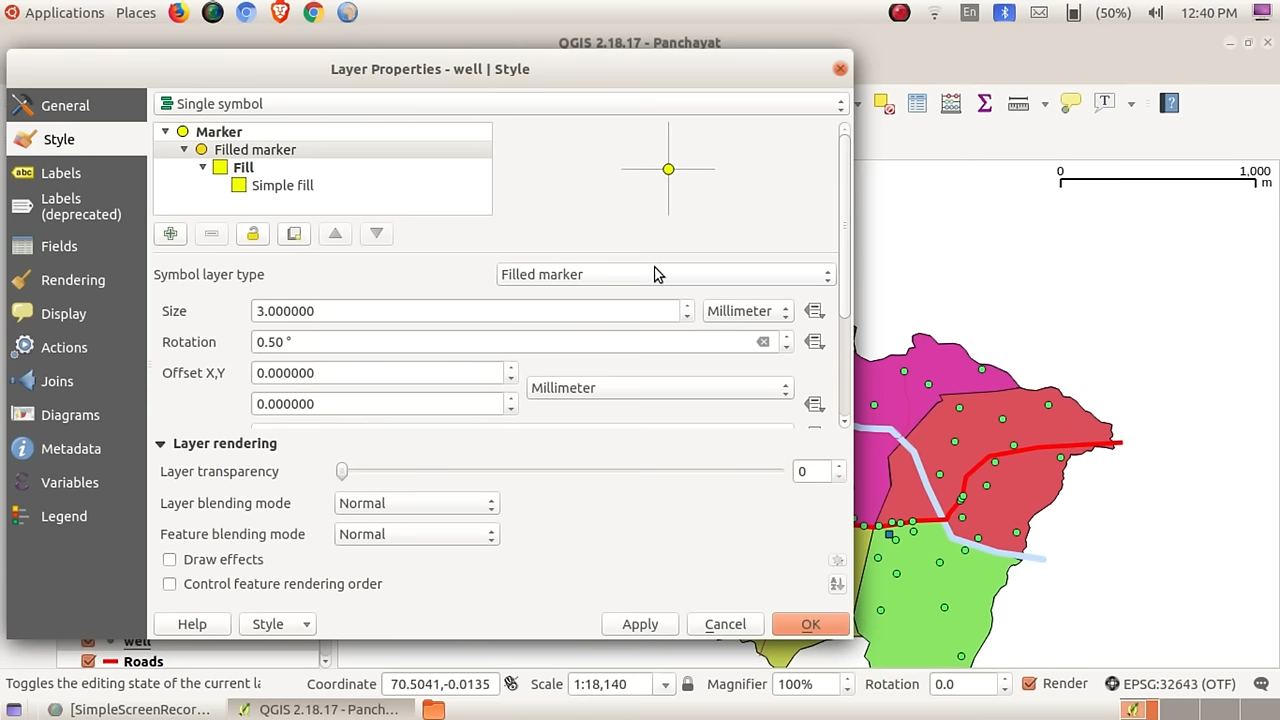 Applications Places En (50%) 12:40 PM
QGIS 2.18.17 - Panchayat
Layer Properties - well | Style
General
Style
abc Labels
Labels
(deprecated)
Fields
Rendering
Display
Actions
Joins
Diagrams
Metadata
Variables
Legend
Single symbol
Marker
Filled marker
Fill
Simple fill
Symbol layer type Filled marker
Size 3.000000 Millimeter
Rotation 0.50 °
Offset X,Y 0.000000 Millimeter
0.000000
Layer rendering
Layer transparency 0
Layer blending mode Normal
Feature blending mode Normal
Draw effects
Control feature rendering order
Help Style Apply Cancel OK
T
0 1,000
m
well
Roads
Toggles the editing state of the current la Coordinate 70.5041,-0.0135 Scale 1:18,140 Magnifier 100% Rotation 0.0 Render EPSG:32643 (OTF)
[SimpleScreenRecor... QGIS 2.18.17 - Panch...